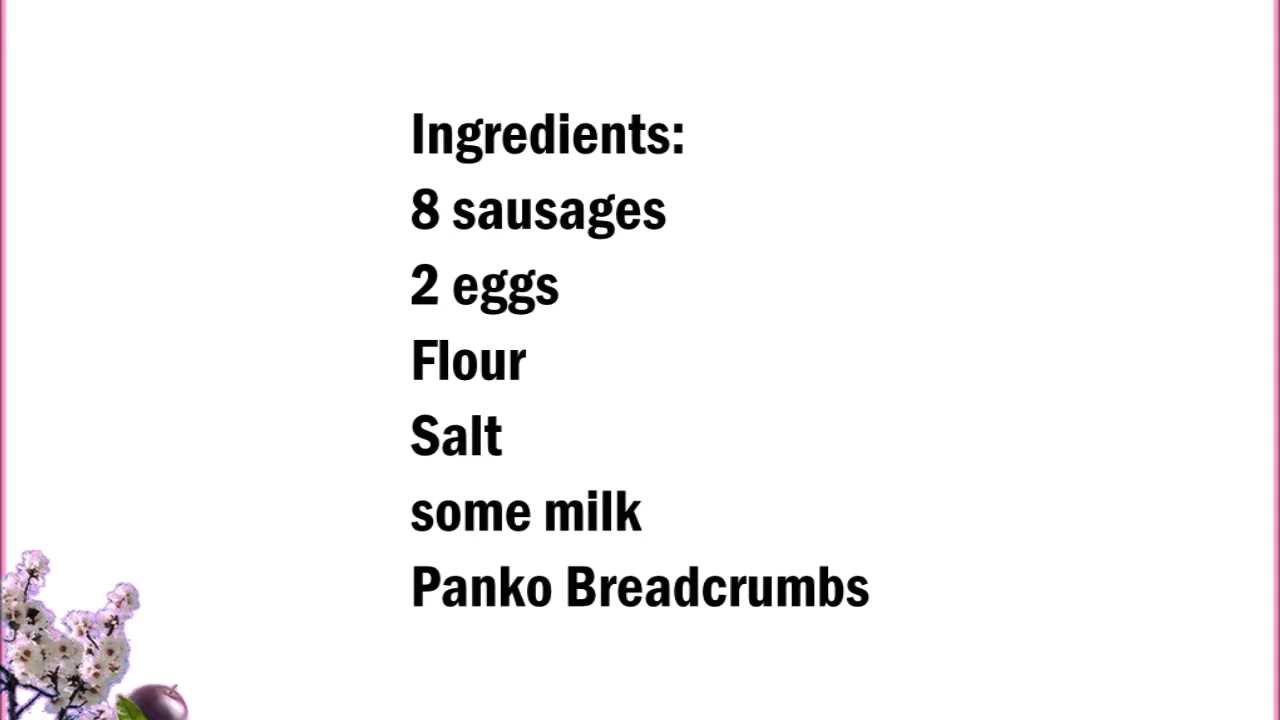 Ingredients:
8 sausages
2 eggs
Flour
Salt
some milk
Panko Breadcrumbs